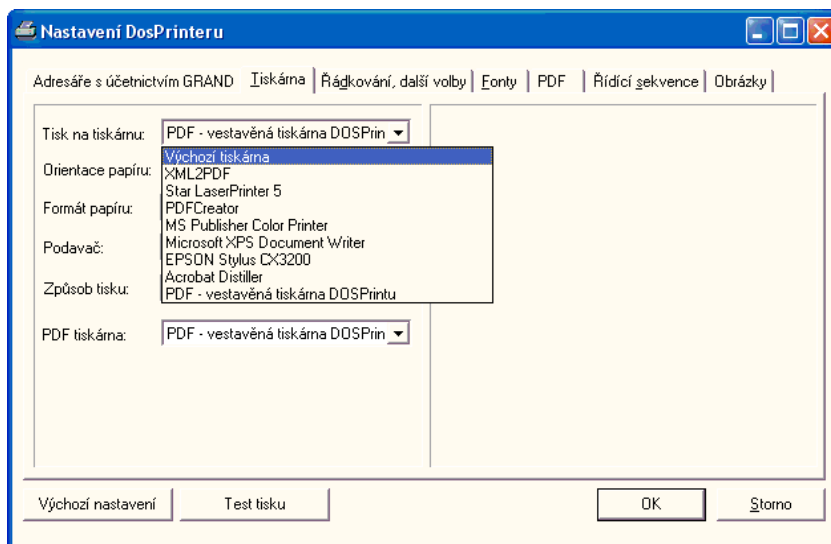 Nastavení DosPrinteru
Adresáře s účetnictvím GRAND Tiskárna Řádkování, další volby Fonty PDF Řídící sekvence Obrázky
Tisk na tiskárnu: PDF - vestavěná tiskárna DOSPrin
Výchozí tiskárna
Orientace papíru: XML2PDF
Star LaserPrinter 5
Formát papíru: PDFCreator
MS Publisher Color Printer
Podavač: Microsoft XPS Document Writer
EPSON Stylus CX3200
Acrobat Distiller
Způsob tisku: PDF - vestavěná tiskárna DOSPrintu
PDF tiskárna: PDF - vestavěná tiskárna DOSPrin
Výchozí nastavení Test tisku OK Storno